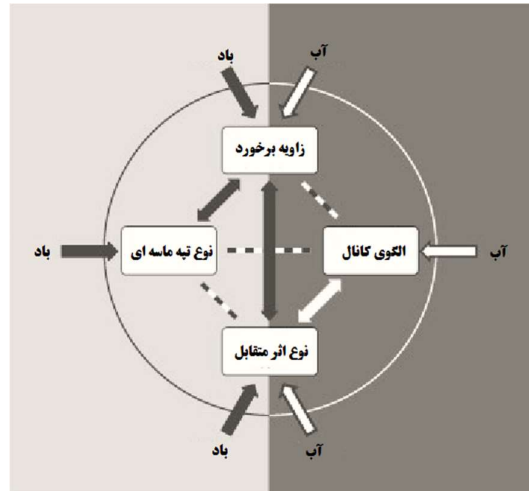 آب
باد
زاویه برخورد
الگوی کانال
نوع تپه ماسه ای
آب
باد
نوع اثر متقابل
آب
باد